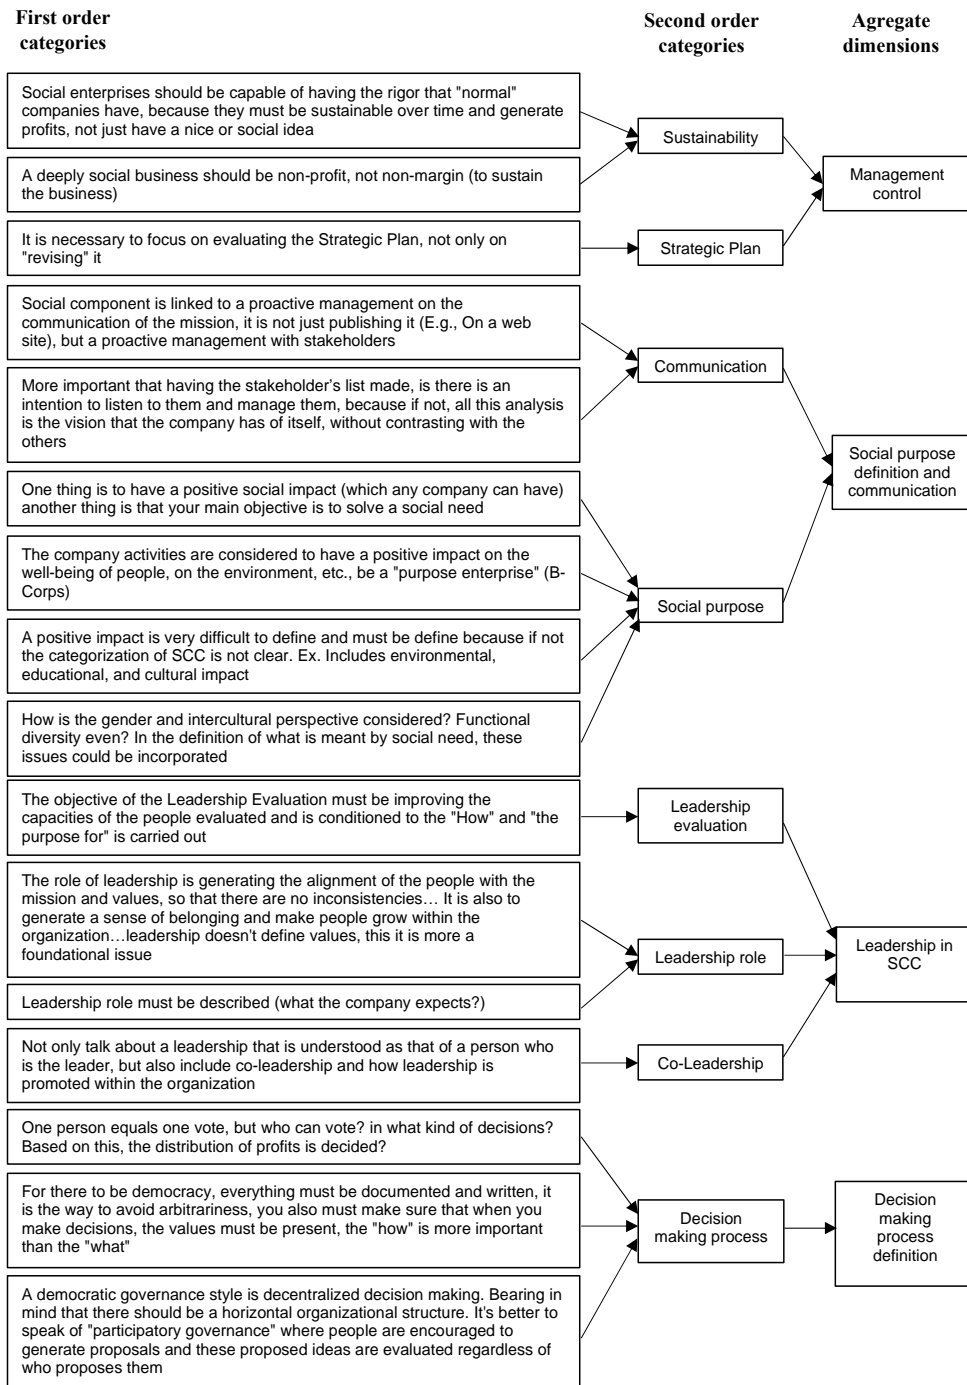 First order
categories
Second order
categories
Agregate
dimensions
Social enterprises should be capable of having the rigor that "normal"
companies have, because they must be sustainable over time and generate
profits, not just have a nice or social idea
A deeply social business should be non-profit, not non-margin (to sustain
the business)
It is necessary to focus on evaluating the Strategic Plan, not only on
"revising" it
Sustainability
Strategic Plan
Management
control
Social component is linked to a proactive management on the
communication of the mission, it is not just publishing it (E.g., On a web
site), but a proactive management with stakeholders
More important that having the stakeholder's list made, is there is an
intention to listen to them and manage them, because if not, all this analysis
is the vision that the company has of itself, without contrasting with the
others
One thing is to have a positive social impact (which any company can have)
another thing is that your main objective is to solve a social need
The company activities are considered to have a positive impact on the
well-being of people, on the environment, etc., be a "purpose enterprise" (B-
Corps)
A positive impact is very difficult to define and must be define because if not
the categorization of SCC is not clear. Ex. Includes environmental,
educational, and cultural impact
How is the gender and intercultural perspective considered? Functional
diversity even? In the definition of what is meant by social need, these
issues could be incorporated
Communication
Social purpose
Social purpose
definition and
communication
The objective of the Leadership Evaluation must be improving the
capacities of the people evaluated and is conditioned to the "How" and "the
purpose for" is carried out
The role of leadership is generating the alignment of the people with the
mission and values, so that there are no inconsistencies… It is also to
generate a sense of belonging and make people grow within the
organization…leadership doesn't define values, this it is more a
foundational issue
Leadership role must be described (what the company expects?)
Not only talk about a leadership that is understood as that of a person who
is the leader, but also include co-leadership and how leadership is
promoted within the organization
Leadership
evaluation
Leadership role
Co-Leadership
Leadership in
SCC
One person equals one vote, but who can vote? in what kind of decisions?
Based on this, the distribution of profits is decided?
For there to be democracy, everything must be documented and written, it
is the way to avoid arbitrariness, you also must make sure that when you
make decisions, the values must be present, the "how" is more important
than the "what"
A democratic governance style is decentralized decision making. Bearing in
mind that there should be a horizontal organizational structure. It's better to
speak of "participatory governance" where people are encouraged to
generate proposals and these proposed ideas are evaluated regardless of
who proposes them
Decision
making process
Decision
making
process
definition